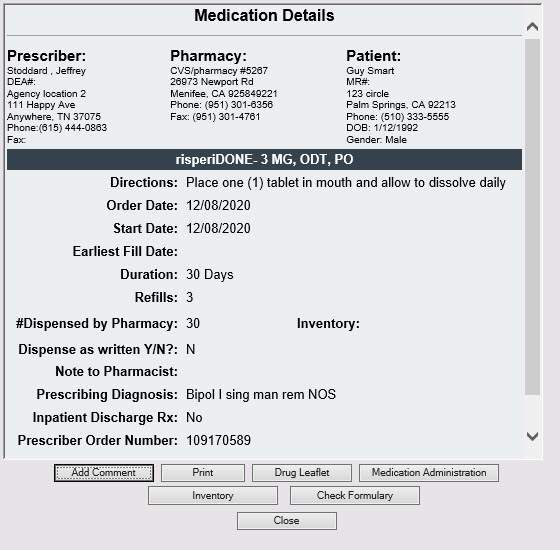 Medication Details
Prescriber:
Stoddard , Jeffrey
DEA#:
Agency location 2
111 Happy Ave
Anywhere, TN 37075
Phone:(615) 444-0863
Fax:
Pharmacy:
CVS/pharmacy #5267
26973 Newport Rd
Menifee, CA 925849221
Phone: (951) 301-6356
Fax: (951) 301-4761
Patient:
Guy Smart
MR#:
123 circle
Palm Springs, CA 92213
Phone: (510) 333-5555
DOB: 1/12/1992
Gender: Male
risperiDONE- 3 MG, ODT, PO
Directions: Place one (1) tablet in mouth and allow to dissolve daily
Order Date: 12/08/2020
Start Date: 12/08/2020
Earliest Fill Date:
Duration: 30 Days
Refills: 3
#Dispensed by Pharmacy: 30 Inventory:
Dispense as written Y/N?: N
Note to Pharmacist:
Prescribing Diagnosis: Bipol I sing man rem NOS
Inpatient Discharge Rx: No
Prescriber Order Number: 109170589
Add Comment Print Drug Leaflet Medication Administration
Inventory Check Formulary
Close